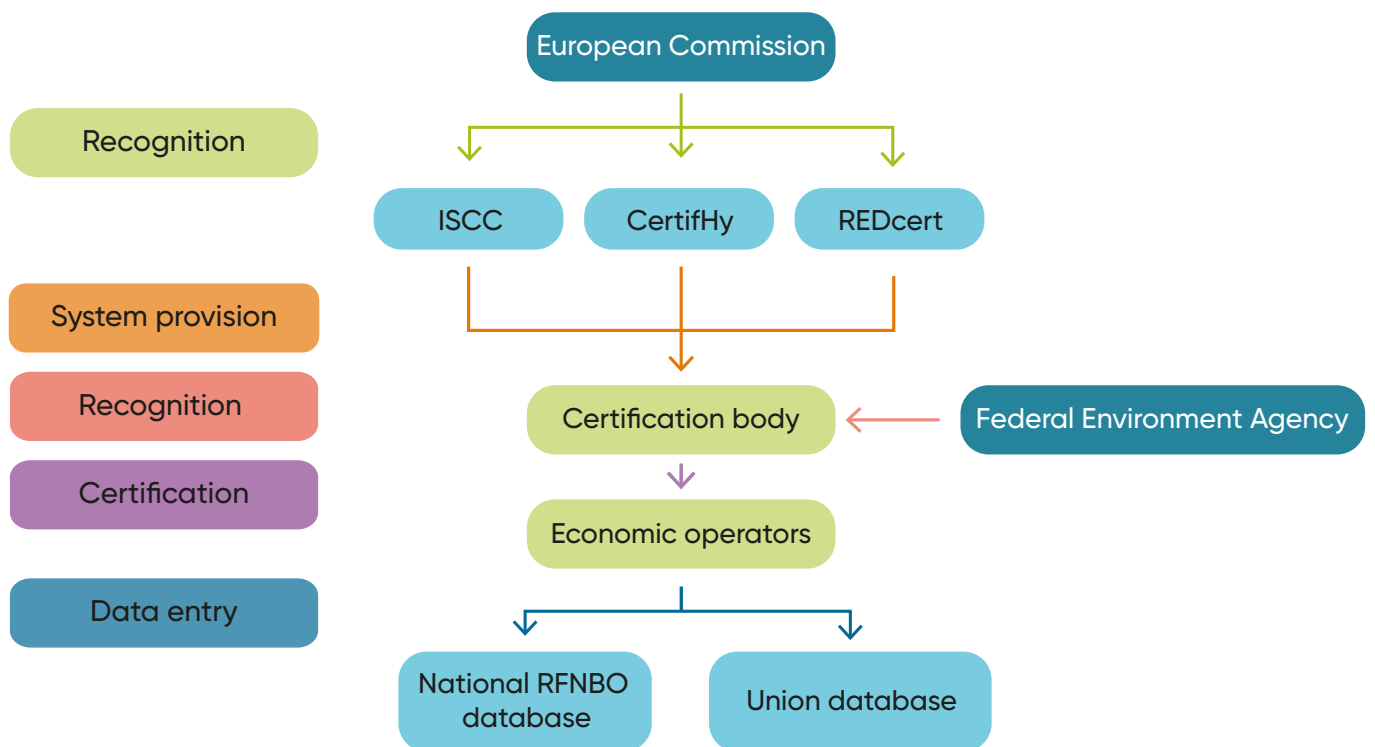 European Commission
Recognition
ISCC
CertifHy
REDcert
System provision
Recognition
Certification body
Federal Environment Agency
Certification
Economic operators
Data entry
National RFNBO
database
Union database